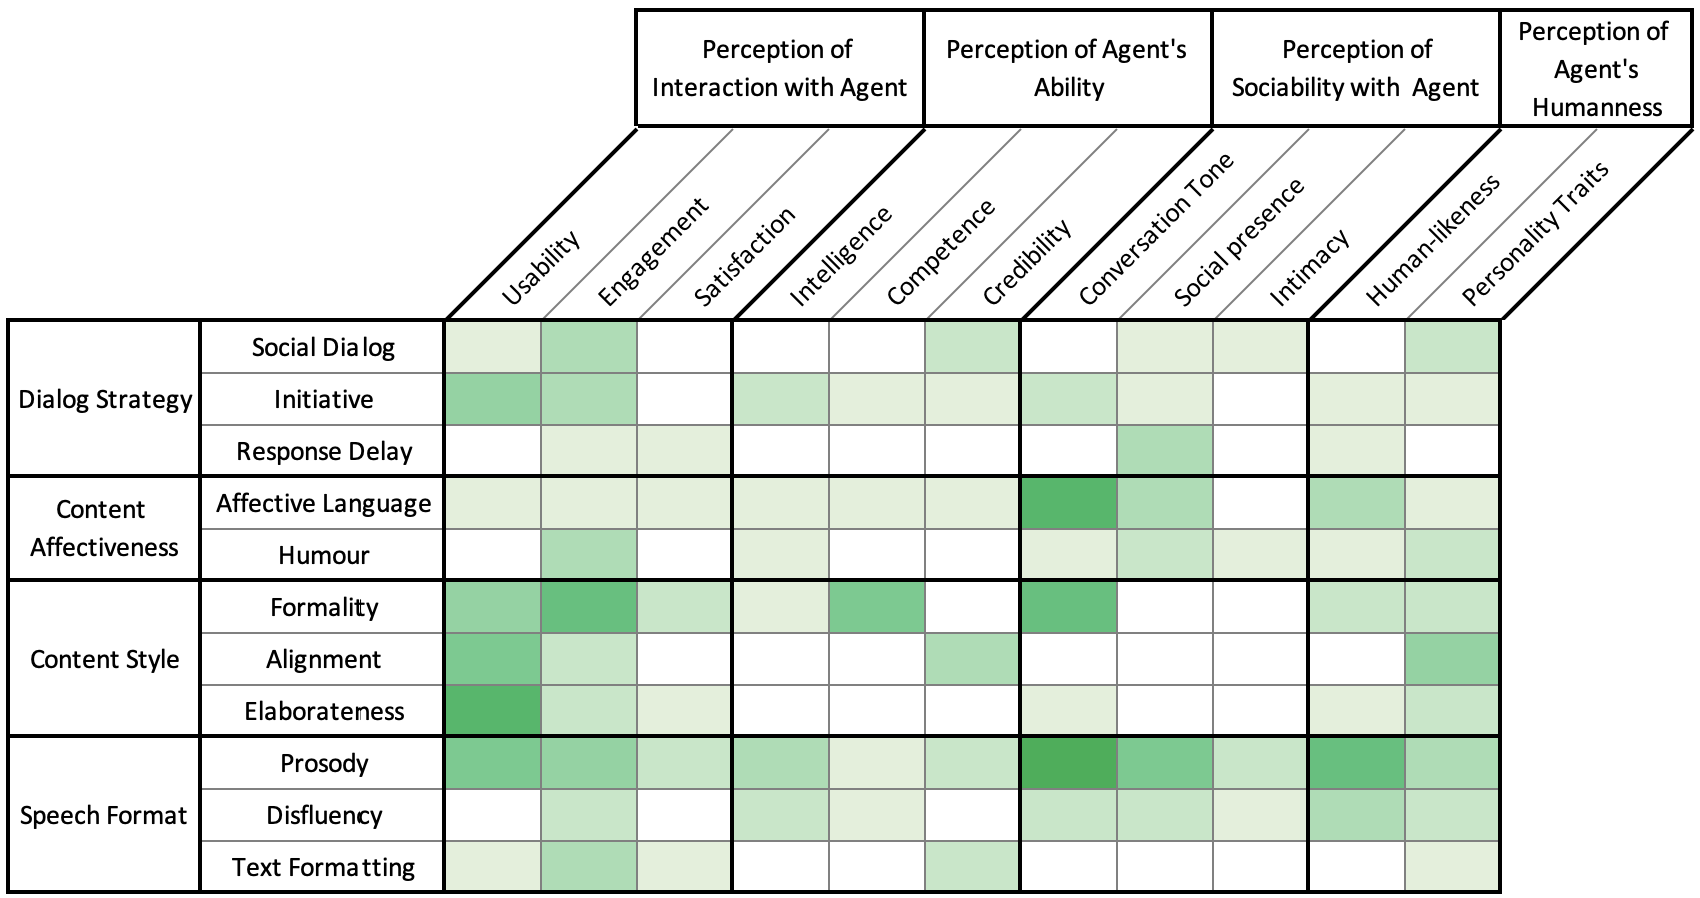 Perception of
Interaction with Agent
Perception of Agent's
Ability
Perception of
Sociability with Agent
Perception of
Agent's
Humanness
Usability
Engagement
Satisfaction
Intelligence
Competence
Credibility
Conversation Tone
Social presence
Intimacy
Human-likeness
Personality Traits
Dialog Strategy
Social Dialog
Initiative
Response Delay
Content
Affectiveness
Affective Language
Humour
Content Style
Formality
Alignment
Elaborateness
Speech Format
Prosody
Disfluency
Text Formatting